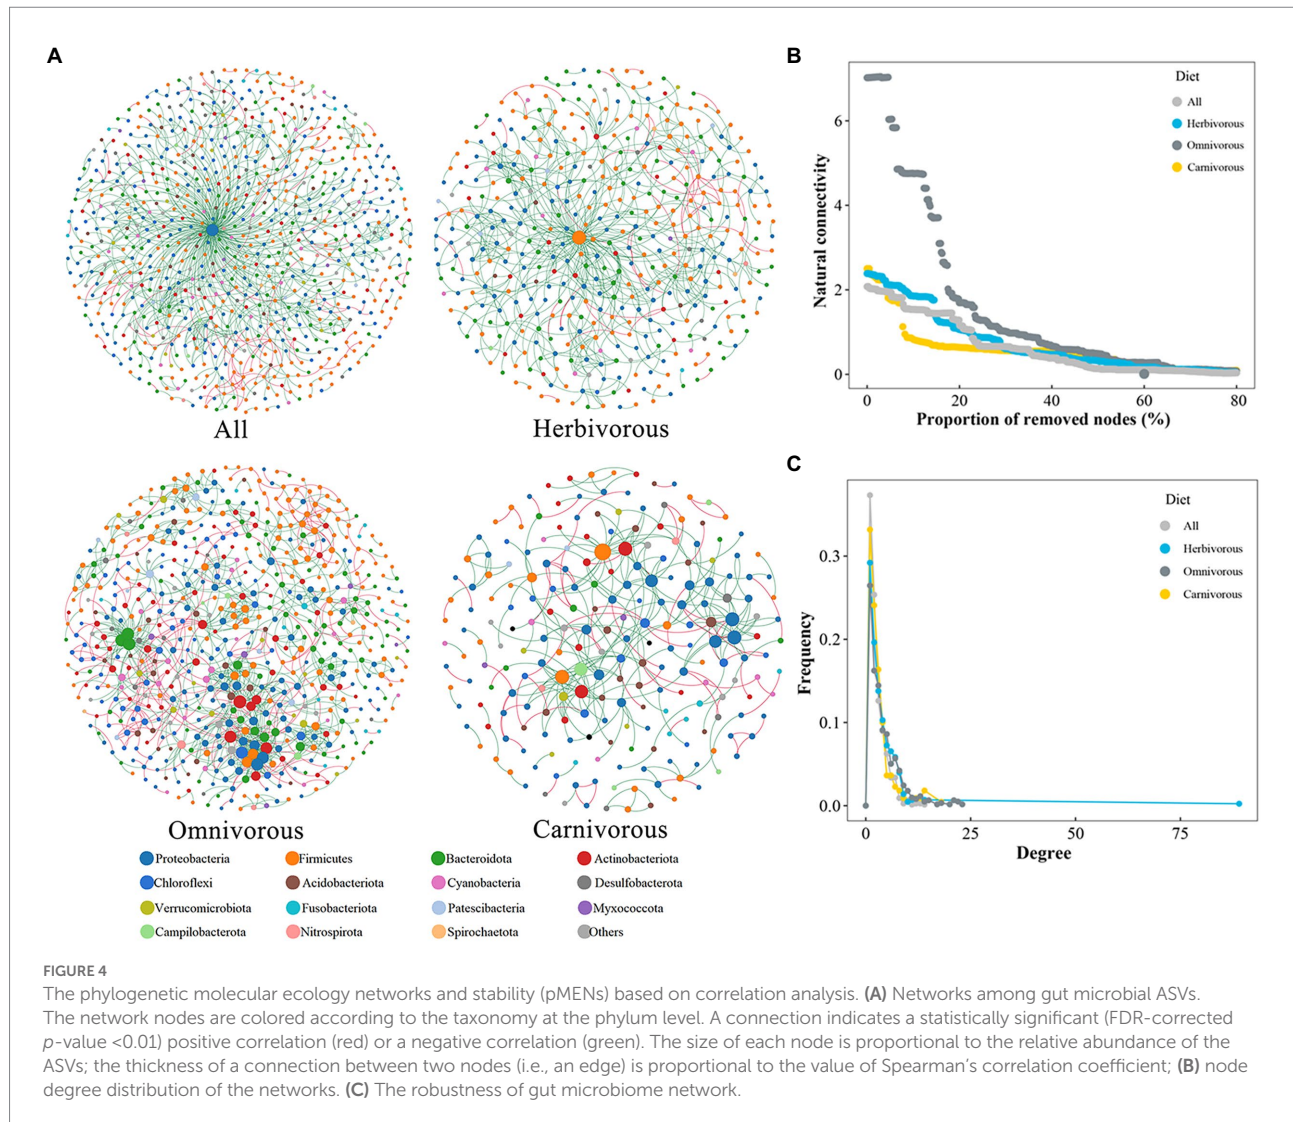 A
All
Herbivorous
Omnivorous
Carnivorous
Proteobacteria Firmicutes Bacteroidota Actinobacteriota
Chloroflexi Acidobacteriota Cyanobacteria Desulfobacterota
Verrucomicrobiota Fusobacteriota Patescibacteria Myxococcota
Campilobacterota Nitrospirota Spirochaetota Others
B
Natural connectivity
6
4
2
0
0 20 40 60 80
Proportion of removed nodes (%)
Diet
All
Herbivorous
Omnivorous
Carnivorous
C
Frequency
0.3
0.2
0.1
0.0
0 25 50 75
Degree
Diet
All
Herbivorous
Omnivorous
Carnivorous
FIGURE 4
The phylogenetic molecular ecology networks and stability (pMENs) based on correlation analysis. (A) Networks among gut microbial ASVs.
The network nodes are colored according to the taxonomy at the phylum level. A connection indicates a statistically significant (FDR-corrected
p-value <0.01) positive correlation (red) or a negative correlation (green). The size of each node is proportional to the relative abundance of the
ASVs; the thickness of a connection between two nodes (i.e., an edge) is proportional to the value of Spearman's correlation coefficient; (B) node
degree distribution of the networks. (C) The robustness of gut microbiome network.